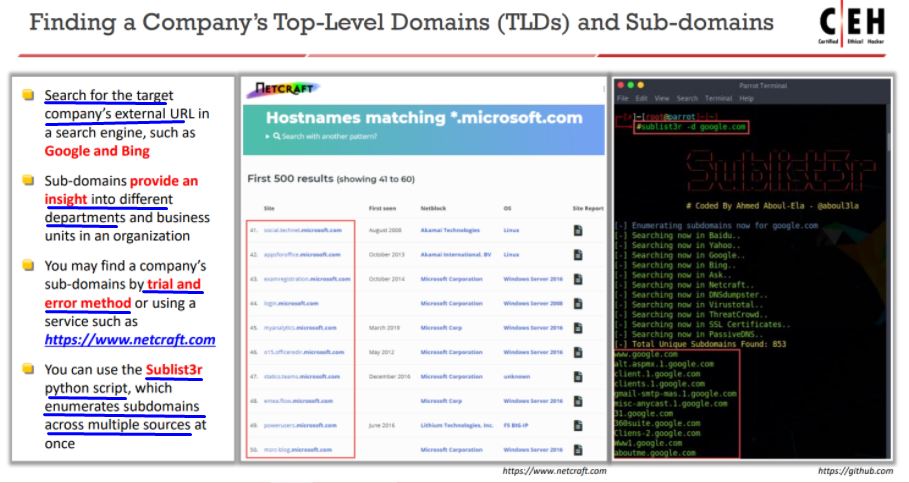 Finding a Company's Top-Level Domains (TLDs) and Sub-domains
C|EH
Certified Ethical Hacker
Search for the target
company's external URL in
a search engine, such as
Google and Bing
Sub-domains provide an
insight into different
departments and business
units in an organization
You may find a company's
sub-domains by trial and
error method or using a
service such as
https://www.netcraft.com
You can use the Sublist3r
python script, which
enumerates subdomains
across multiple sources at
once
NETCRAFT
Hostnames matching *.microsoft.com
Search with another pattern?
First 500 results (showing 41 to 60)
Site First seen Netblock OS Site Report
41. social.technet.microsoft.com August 2008 Akamai Technologies Linux
42. appsforoffice.microsoft.com October 2013 Akamai International, BV Linux
43. examregistration.microsoft.com October 2014 Microsoft Corporation Windows Server 2016
44. login.microsoft.com Microsoft Corporation Windows Server 2008
45. myanalytics.microsoft.com March 2019 Microsoft Corp Windows Server 2016
46. o15.officeredir.microsoft.com May 2012 Microsoft Corporation Windows Server 2016
47. statics.teams.microsoft.com December 2016 Microsoft Corporation unknown
48. emea.flow.microsoft.com Microsoft Corp Windows Server 2016
49. powerusers.microsoft.com June 2016 Lithium Technologies, Inc. F5 BIG-IP
50. microsoft.com Microsoft Corporation Windows Server 2016
https://www.netcraft.com
Parrot Terminal
File Edit View Search Terminal Help
[root@parrot]-[~]
#sublist3r -d google.com
Sublist3r
# Coded By Ahmed Aboul-Ela - @aboul3la
[-] Enumerating subdomains now for google.com
[-] Searching now in Baidu..
[-] Searching now in Yahoo..
[-] Searching now in Google..
[-] Searching now in Bing..
[-] Searching now in Ask..
[-] Searching now in Netcraft..
[-] Searching now in DNSdumpster..
[-] Searching now in Virustotal..
[-] Searching now in ThreatCrowd..
[-] Searching now in SSL Certificates..
[-] Searching now in PassiveDNS..
[-] Total Unique Subdomains Found: 853
www.google.com
alt.aspmx.l.google.com
client.l.google.com
clients.l.google.com
gmail-smtp-mas.l.google.com
misc-anycast.l.google.com
31.google.com
360suite.google.com
Cliens-2.google.com
Www1.google.com
aboutme.google.com
https://github.com